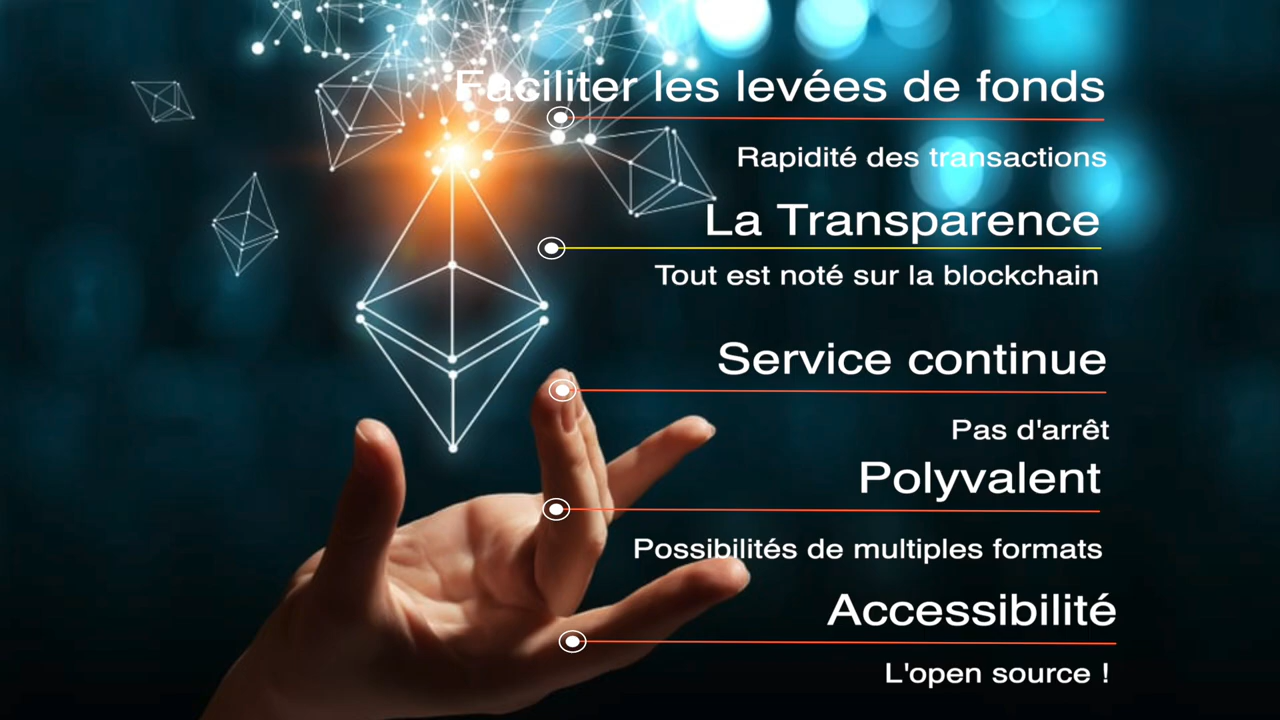 Faciliter les levées de fonds
Rapidité des transactions
La Transparence
Tout est noté sur la blockchain
Service continue
Pas d'arrêt
Polyvalent
Possibilités de multiples formats
Accessibilité
L'open source !